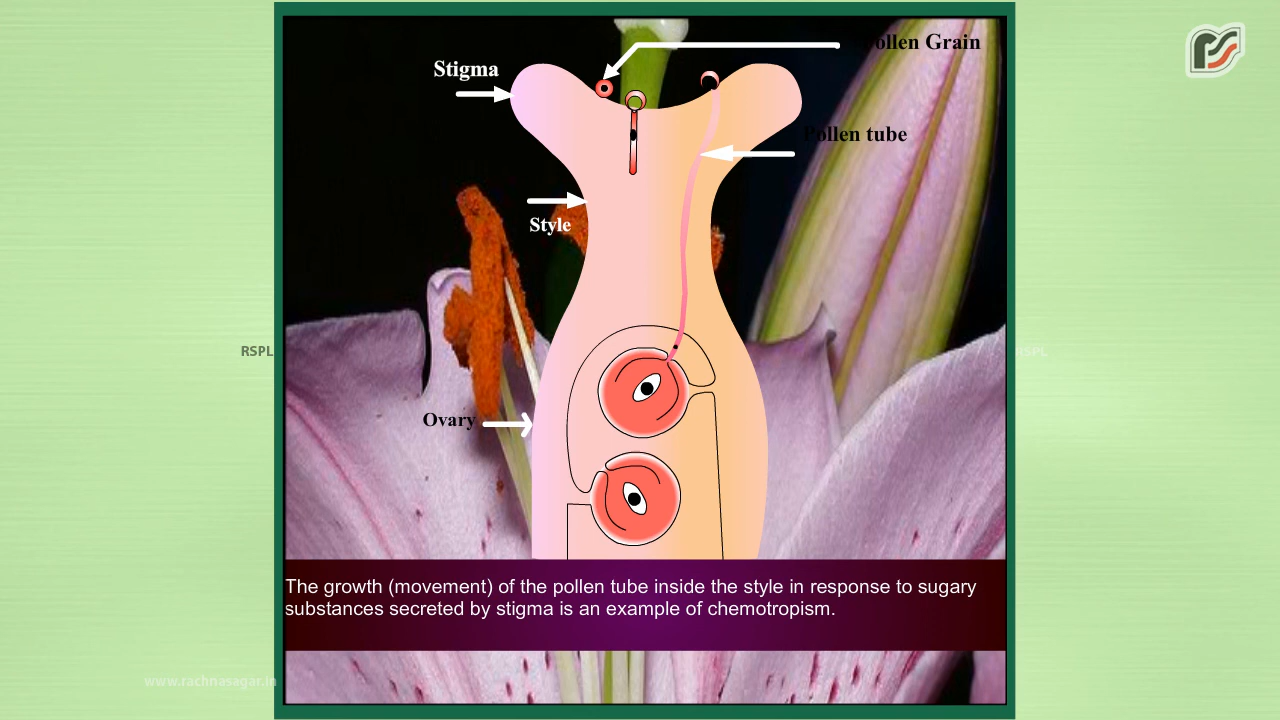 Pollen Grain
Stigma
Pollen tube
Style
RSPL
RSPL
Ovary
The growth (movement) of the pollen tube inside the style in response to sugary
substances secreted by stigma is an example of chemotropism.
www.rachnasagar.in